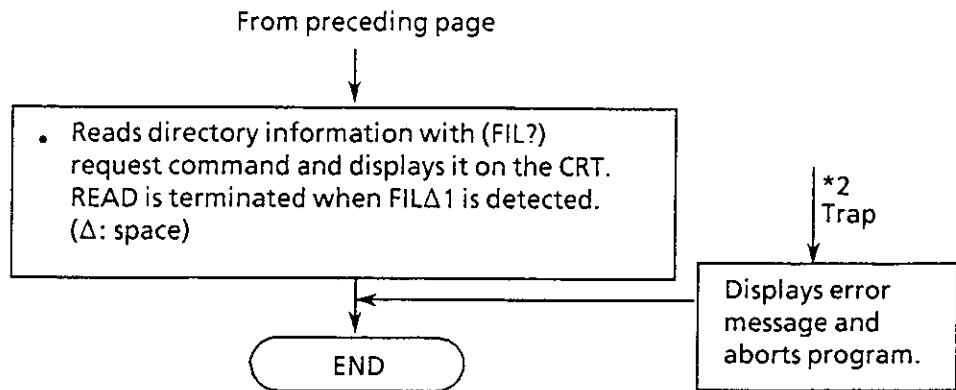 From preceding page
• Reads directory information with (FIL?)
request command and displays it on the CRT.
READ is terminated when FILΔ1 is detected.
(Δ: space)
*2
Trap
Displays error
message and
aborts program.
END